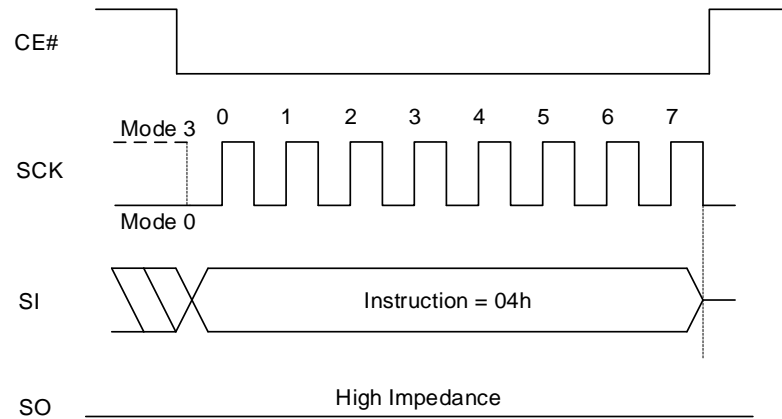 CE#
Mode 3
0 1 2 3 4 5 6 7
SCK
Mode 0
SI
Instruction = 04h
SO
High Impedance